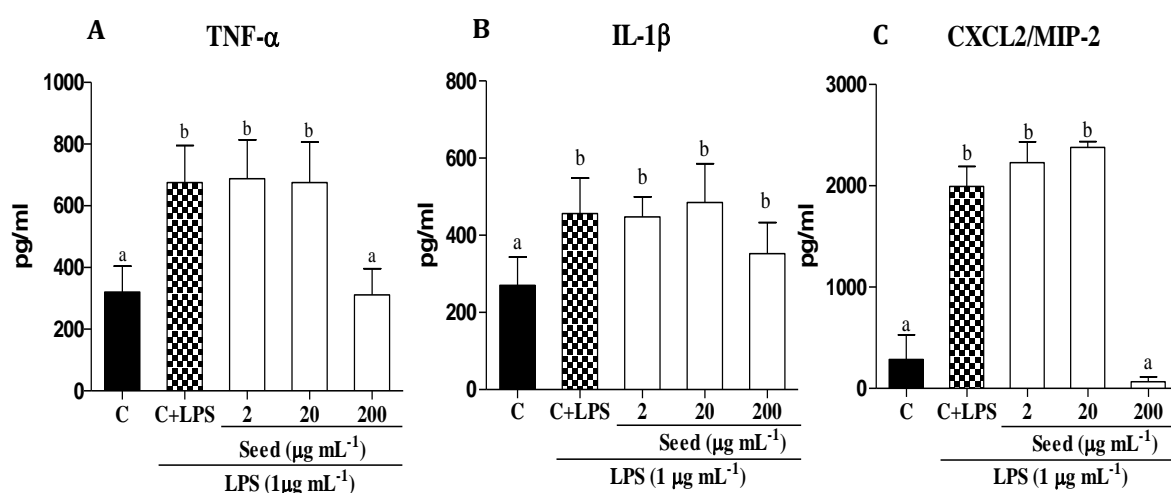 A TNF-α
1000
800
600
400
200
0
pg/ml
a b b b a
C C+LPS 2 20 200
Seed (µg mL-1)
LPS (1µg mL-1)
B IL-1β
800
600
400
200
0
pg/ml
a b b b b
C C+LPS 2 20 200
Seed (µg mL-1)
LPS (1 µg mL-1)
C CXCL2/MIP-2
3000
2000
1000
0
pg/ml
a b b b a
C C+LPS 2 20 200
Seed (µg mL-1)
LPS (1 µg mL-1)